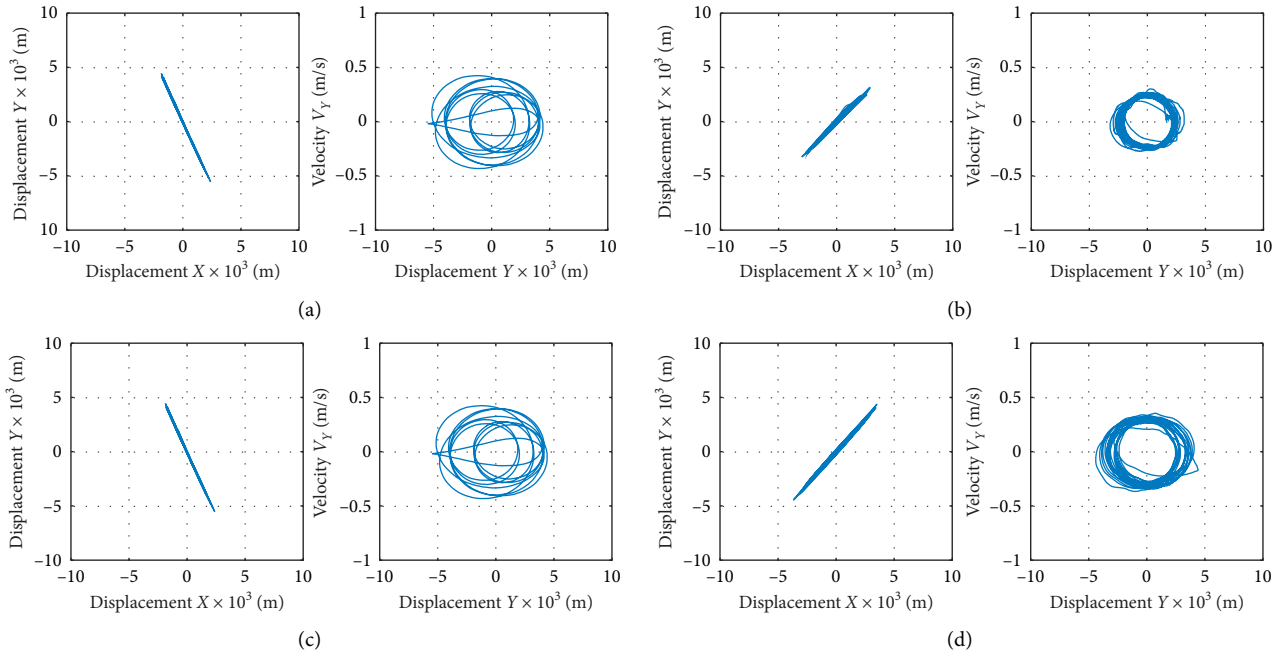 Displacement Y × 10³ (m)
10
5
0
−5
10
−10 −5 0 5 10
Displacement X × 10³ (m)
Velocity V_Y (m/s)
1
0.5
0
−0.5
−1
−10 −5 0 5 10
Displacement Y × 10³ (m)
(a)
Displacement Y × 10³ (m)
10
5
0
−5
−10
−10 −5 0 5 10
Displacement X × 10³ (m)
Velocity V_Y (m/s)
1
0.5
0
−0.5
−1
−10 −5 0 5 10
Displacement Y × 10³ (m)
(b)
Displacement Y × 10³ (m)
10
5
0
−5
−10
−10 −5 0 5 10
Displacement X × 10³ (m)
Velocity V_Y (m/s)
1
0.5
0
−0.5
−1
−10 −5 0 5 10
Displacement Y × 10³ (m)
(c)
Displacement Y × 10³ (m)
10
5
0
−5
−10
−10 −5 0 5 10
Displacement X × 10³ (m)
Velocity V_Y (m/s)
1
0.5
0
−0.5
−1
−10 −5 0 5 10
Displacement Y × 10³ (m)
(d)